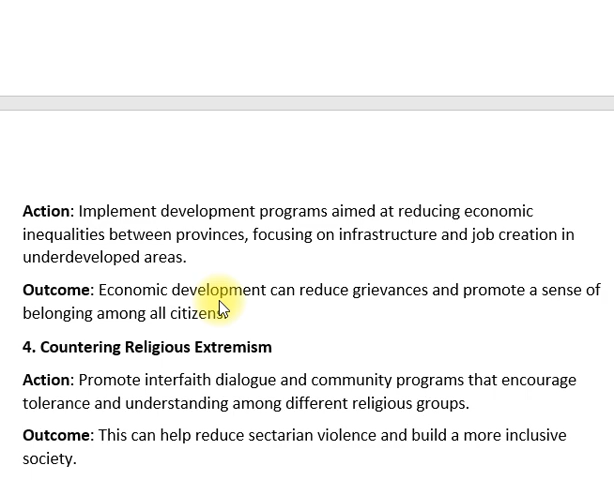 Action: Implement development programs aimed at reducing economic
inequalities between provinces, focusing on infrastructure and job creation in
underdeveloped areas.
Outcome: Economic development can reduce grievances and promote a sense of
belonging among all citizens.
4. Countering Religious Extremism
Action: Promote interfaith dialogue and community programs that encourage
tolerance and understanding among different religious groups.
Outcome: This can help reduce sectarian violence and build a more inclusive
society.